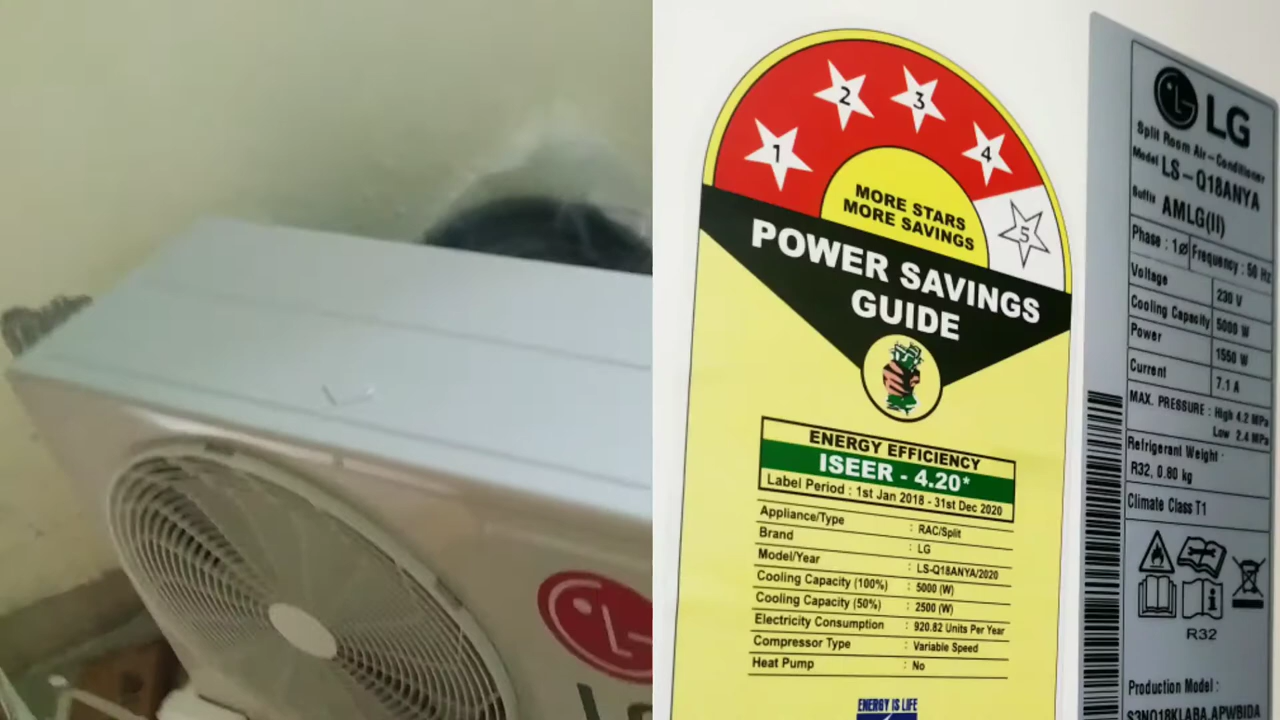 LG
1
2
3
4
5
MORE STARS
MORE SAVINGS
POWER SAVINGS
GUIDE
ENERGY EFFICIENCY
ISEER - 4.20*
Label Period : 1st Jan 2018 - 31st Dec 2020
Appliance/Type : RAC/Split
Brand : LG
Model/Year : LS-Q18ANYA/2020
Cooling Capacity (100%) : 5000 (W)
Cooling Capacity (50%) : 2500 (W)
Electricity Consumption : 920.82 Units Per Year
Compressor Type : Variable Speed
Heat Pump : No
ENERGY IS LIFE
LG
Split Room Air-Conditioner
Model LS-Q18ANYA
Suffix AMLG(II)
Phase : 1ø Frequency : 50 Hz
Voltage 230 V
Cooling Capacity 5000 W
Power 1550 W
Current 7.1 A
MAX. PRESSURE : High 4.2 MPa
Low 2.4 MPa
Refrigerant Weight :
R32, 0.80 kg
Climate Class T1
R32
Production Model :
S3NQ18KLABA.APWBIDA